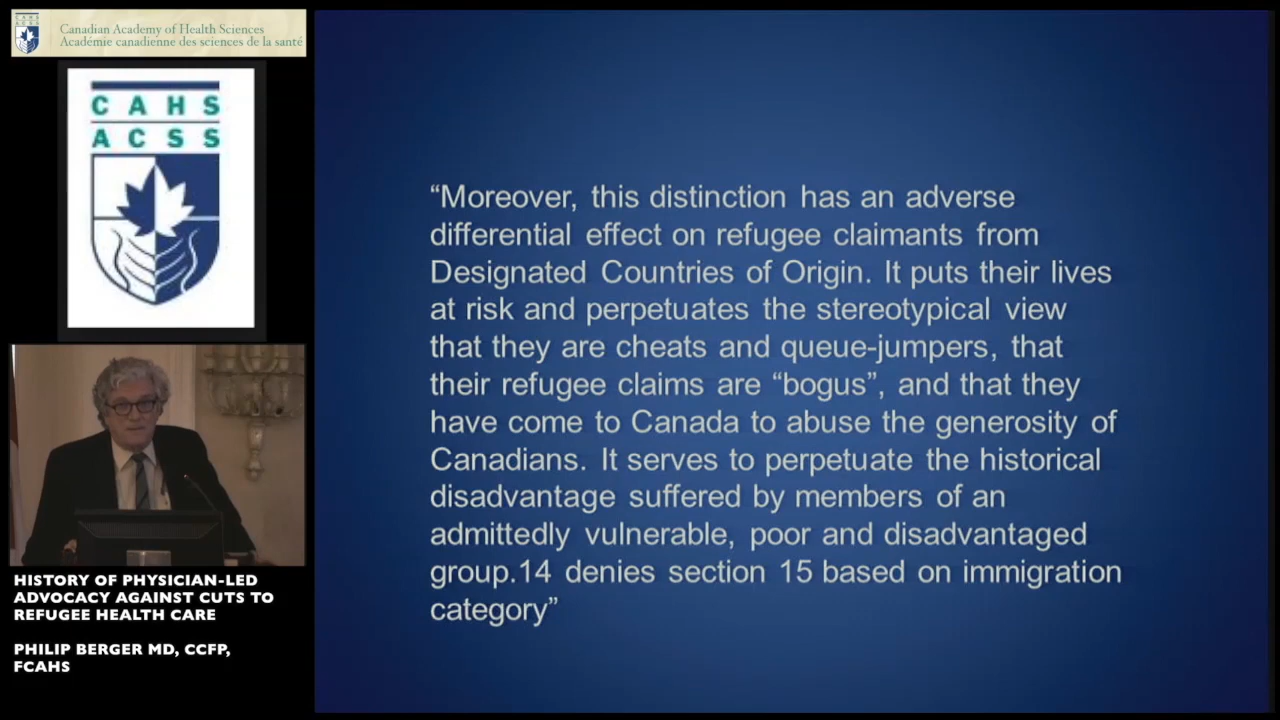 Canadian Academy of Health Sciences
Académie canadienne des sciences de la santé
CAHS
ACSS
HISTORY OF PHYSICIAN-LED
ADVOCACY AGAINST CUTS TO
REFUGEE HEALTH CARE
PHILIP BERGER MD, CCFP,
FCAHS
“Moreover, this distinction has an adverse
differential effect on refugee claimants from
Designated Countries of Origin. It puts their lives
at risk and perpetuates the stereotypical view
that they are cheats and queue-jumpers, that
their refugee claims are “bogus”, and that they
have come to Canada to abuse the generosity of
Canadians. It serves to perpetuate the historical
disadvantage suffered by members of an
admittedly vulnerable, poor and disadvantaged
group.14 denies section 15 based on immigration
category”